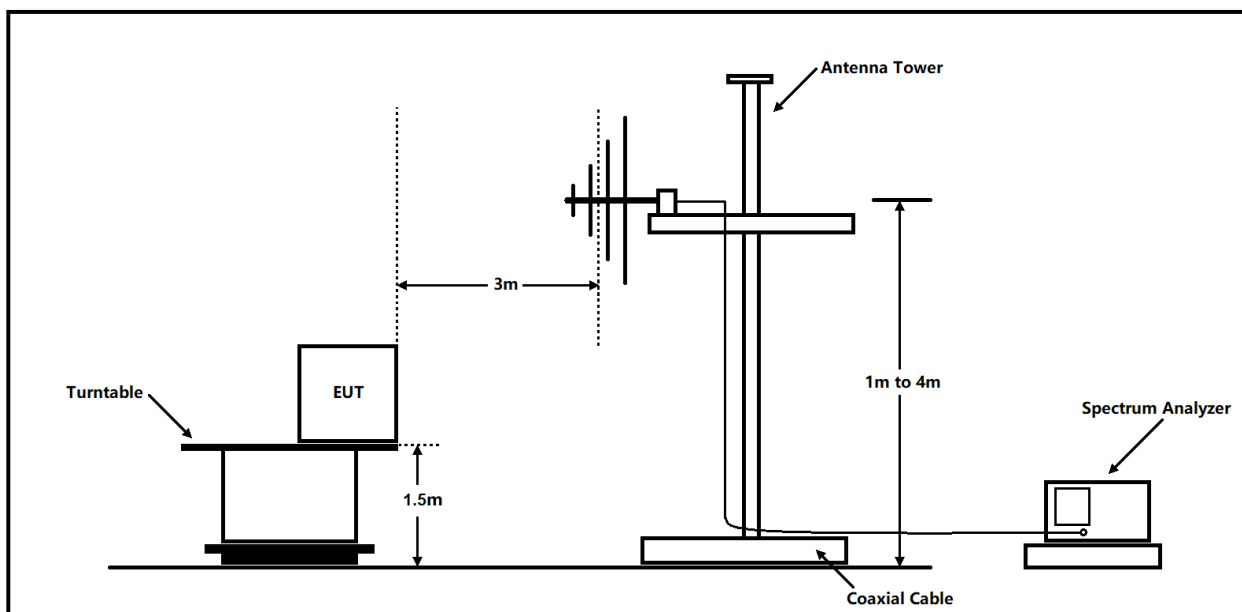 Antenna Tower
3m
EUT
Turntable
1m to 4m
Spectrum Analyzer
1.5m
Coaxial Cable